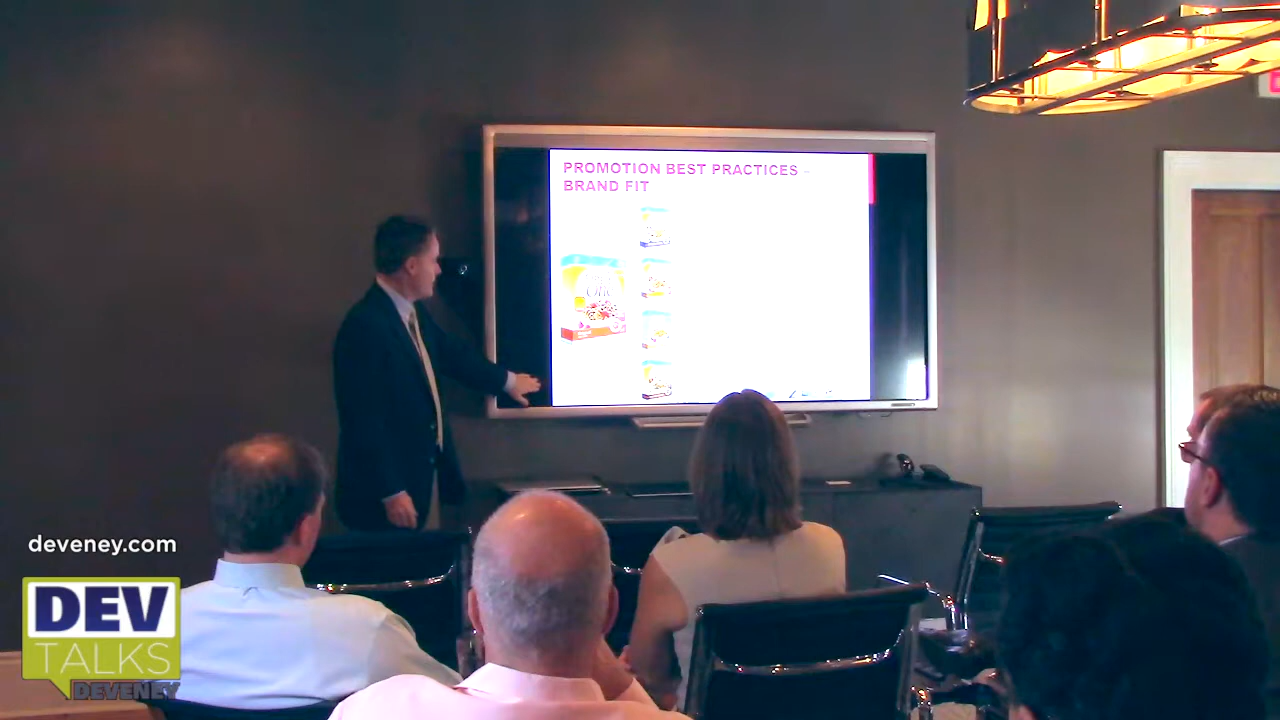 PROMOTION BEST PRACTICES –
BRAND FIT
deveney.com
DEV
TALKS
DEVENEY